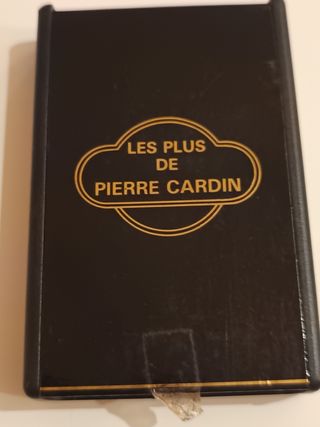 LES PLUS
DE
PIERRE CARDIN